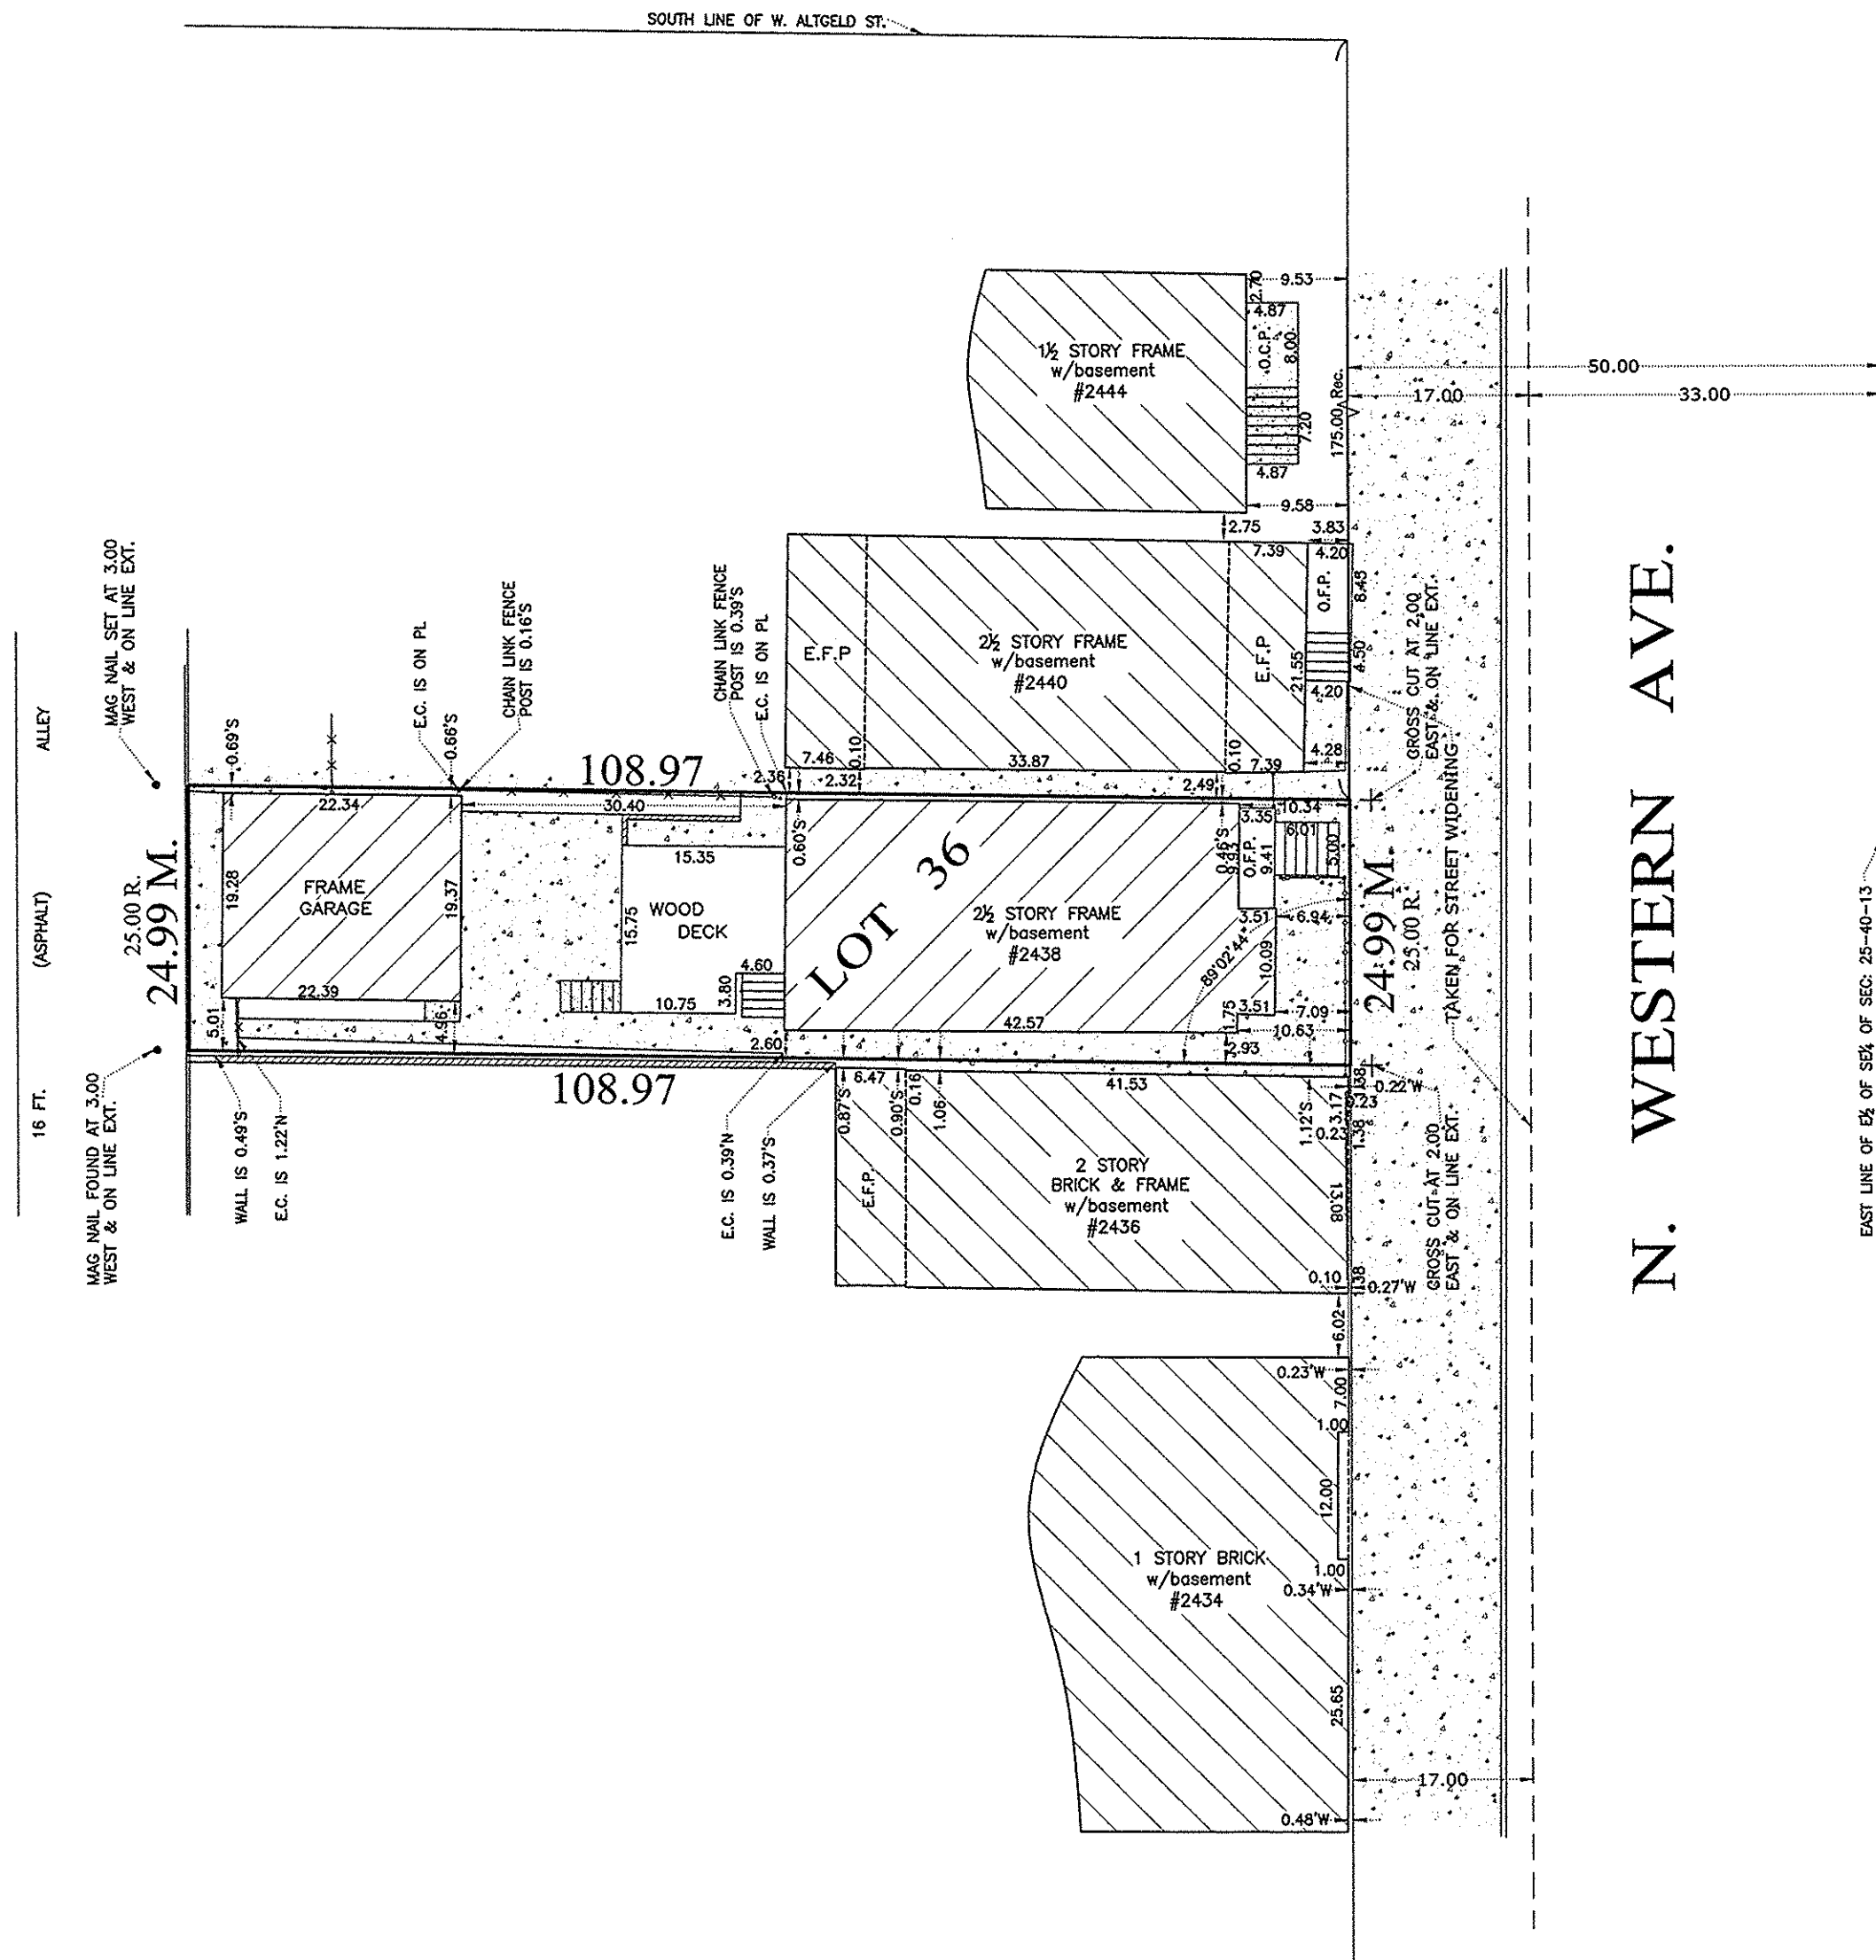 SOUTH LINE OF W. ALTGELD ST.
9.53
2.70
4.87
O.C.P.
8.00
1½ STORY FRAME
w/basement
#2444
7.20
4.87
9.58
175.00 Rec.
50.00
17.00
33.00
2.75
3.83
7.39
4.20
O.F.P.
8.48
4.50
4.20
E.F.P
2½ STORY FRAME
w/basement
#2440
E.F.P
21.55
4.28
7.46
0.10
33.87
0.10
7.39
2.36
2.32
2.49
CROSS CUT AT 2.00
EAST & ON LINE EXT.
TAKEN FOR STREET WIDENING
MAG NAIL SET AT 3.00
WEST & ON LINE EXT.
ALLEY
(ASPHALT)
16 FT.
0.69'S
E.C. IS ON PL
0.66'S
CHAIN LINK FENCE
POST IS 0.16'S
CHAIN LINK FENCE
POST IS 0.39'S
E.C. IS ON PL
108.97
22.34
30.40
25.00 R.
24.99 M.
19.28
FRAME
GARAGE
19.37
22.39
5.01
4.96
15.35
WOOD
DECK
15.75
4.60
3.80
10.75
2.60
0.60'S
LOT 36
2½ STORY FRAME
w/basement
#2438
42.57
0.46'S
9.93
O.F.P.
9.41
3.35
10.34
6.01
5.00
3.51
6.94
89°02'44"
10.09
3.51
7.09
1.75
10.63
2.93
24.99 M.
25.00 R.
MAG NAIL FOUND AT 3.00
WEST & ON LINE EXT.
WALL IS 0.49'S
E.C. IS 1.22'N
108.97
E.C. IS 0.39'N
WALL IS 0.37'S
6.47
0.87'S
0.90'S
0.16
1.06
41.53
1.12'S
3.17
0.23
1.38
0.22'W
0.23
1.38
E.F.P.
2 STORY
BRICK & FRAME
w/basement
#2436
13.08
0.10
1.38
0.27'W
CROSS CUT AT 2.00
EAST & ON LINE EXT.
6.02
0.23'W
7.00
1.00
12.00
1.00
0.34'W
1 STORY BRICK
w/basement
#2434
25.65
17.00
0.48'W
N. WESTERN AVE.
EAST LINE OF E½ OF SE¼ OF SEC. 25-40-13